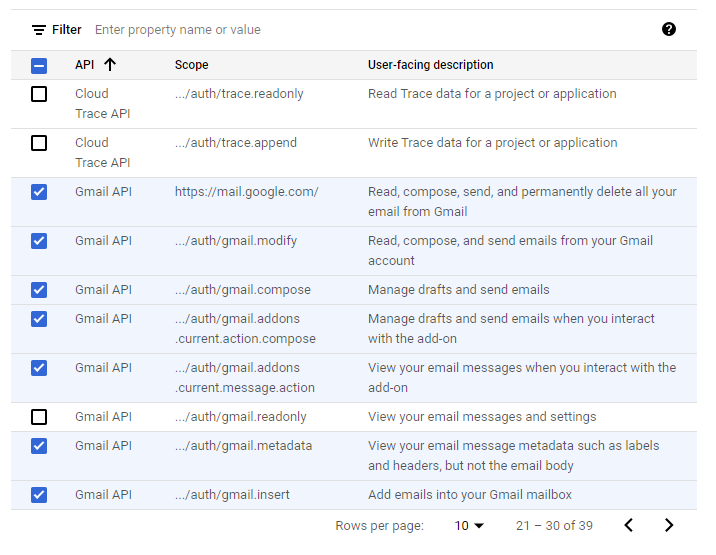 Filter Enter property name or value
API Scope User-facing description
Cloud .../auth/trace.readonly Read Trace data for a project or application
Trace API
Cloud .../auth/trace.append Write Trace data for a project or application
Trace API
Gmail API https://mail.google.com/ Read, compose, send, and permanently delete all your
email from Gmail
Gmail API .../auth/gmail.modify Read, compose, and send emails from your Gmail
account
Gmail API .../auth/gmail.compose Manage drafts and send emails
Gmail API .../auth/gmail.addons Manage drafts and send emails when you interact
.current.action.compose with the add-on
Gmail API .../auth/gmail.addons View your email messages when you interact with the
.current.message.action add-on
Gmail API .../auth/gmail.readonly View your email messages and settings
Gmail API .../auth/gmail.metadata View your email message metadata such as labels
and headers, but not the email body
Gmail API .../auth/gmail.insert Add emails into your Gmail mailbox
Rows per page: 10 21 – 30 of 39